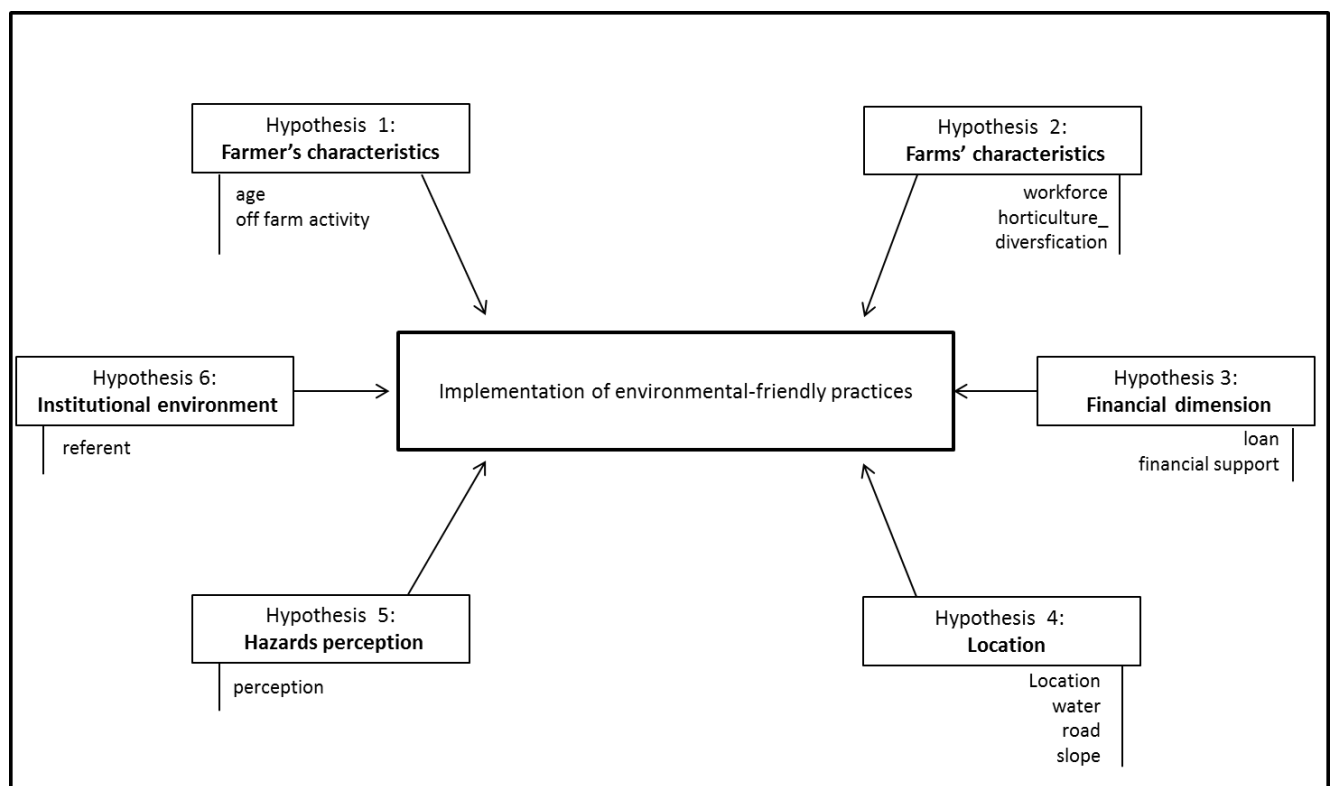 Hypothesis 1:
Farmer's characteristics
age
off farm activity
Hypothesis 2:
Farms' characteristics
workforce
horticulture_
diversfication
Hypothesis 6:
Institutional environment
referent
Implementation of environmental-friendly practices
Hypothesis 3:
Financial dimension
loan
financial support
Hypothesis 5:
Hazards perception
perception
Hypothesis 4:
Location
Location
water
road
slope